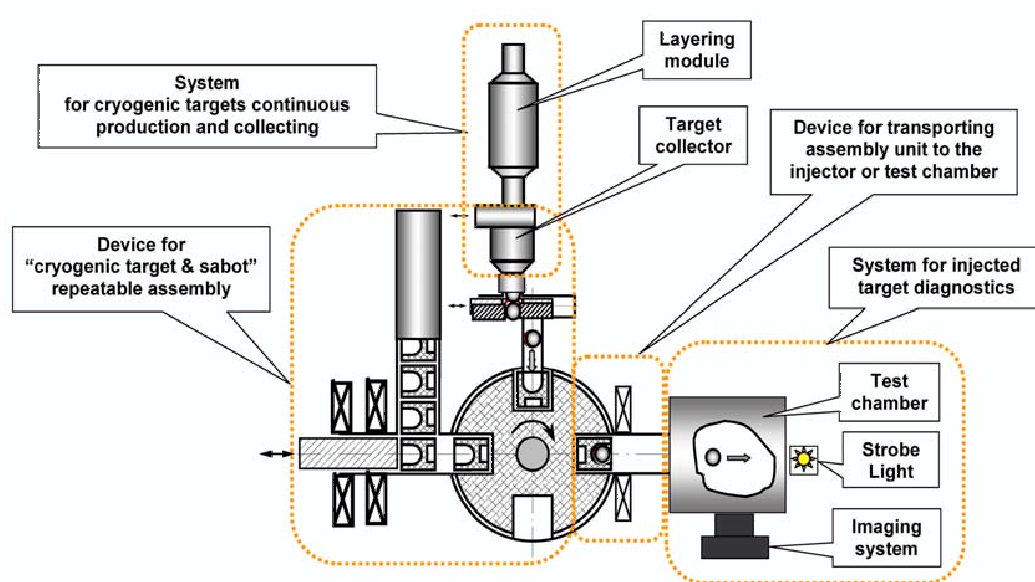 System
for cryogenic targets continuous
production and collecting
Layering
module
Target
collector
Device for transporting
assembly unit to the
injector or test chamber
Device for
“cryogenic target & sabot”
repeatable assembly
System for injected
target diagnostics
Test
chamber
Strobe
Light
Imaging
system